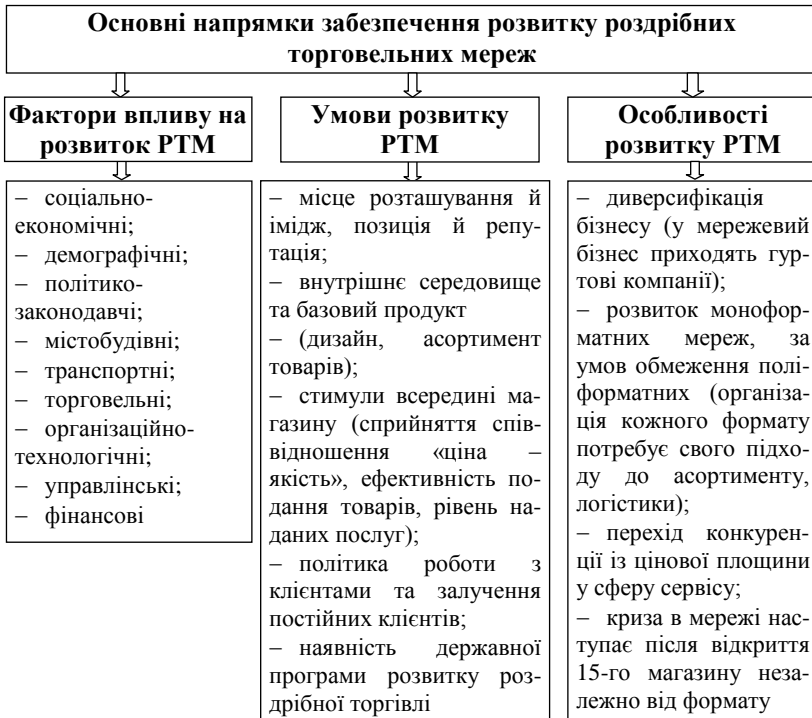 Основні напрямки забезпечення розвитку роздрібних
торговельних мереж
Фактори впливу на
розвиток РТМ
– соціально-
економічні;
– демографічні;
– політико-
законодавчі;
– містобудівні;
– транспортні;
– торговельні;
– організаційно-
технологічні;
– управлінські;
– фінансові
Умови розвитку
РТМ
– місце розташування й
імідж, позиція й репу-
тація;
– внутрішнє середовище
та базовий продукт
– (дизайн, асортимент
товарів);
– стимули всередині ма-
газину (сприйняття спів-
відношення «ціна –
якість», ефективність по-
дання товарів, рівень на-
даних послуг);
– політика роботи з
клієнтами та залучення
постійних клієнтів;
– наявність державної
програми розвитку роз-
дрібної торгівлі
Особливості
розвитку РТМ
– диверсифікація
бізнесу (у мережевий
бізнес приходять гур-
тові компанії);
– розвиток монофор-
матних мереж, за
умов обмеження полі-
форматних (організа-
ція кожного формату
потребує свого підхо-
ду до асортименту,
логістики);
– перехід конкурен-
ції із цінової площини
у сферу сервісу;
– криза в мережі нас-
тупає після відкриття
15-го магазину неза-
лежно від формату